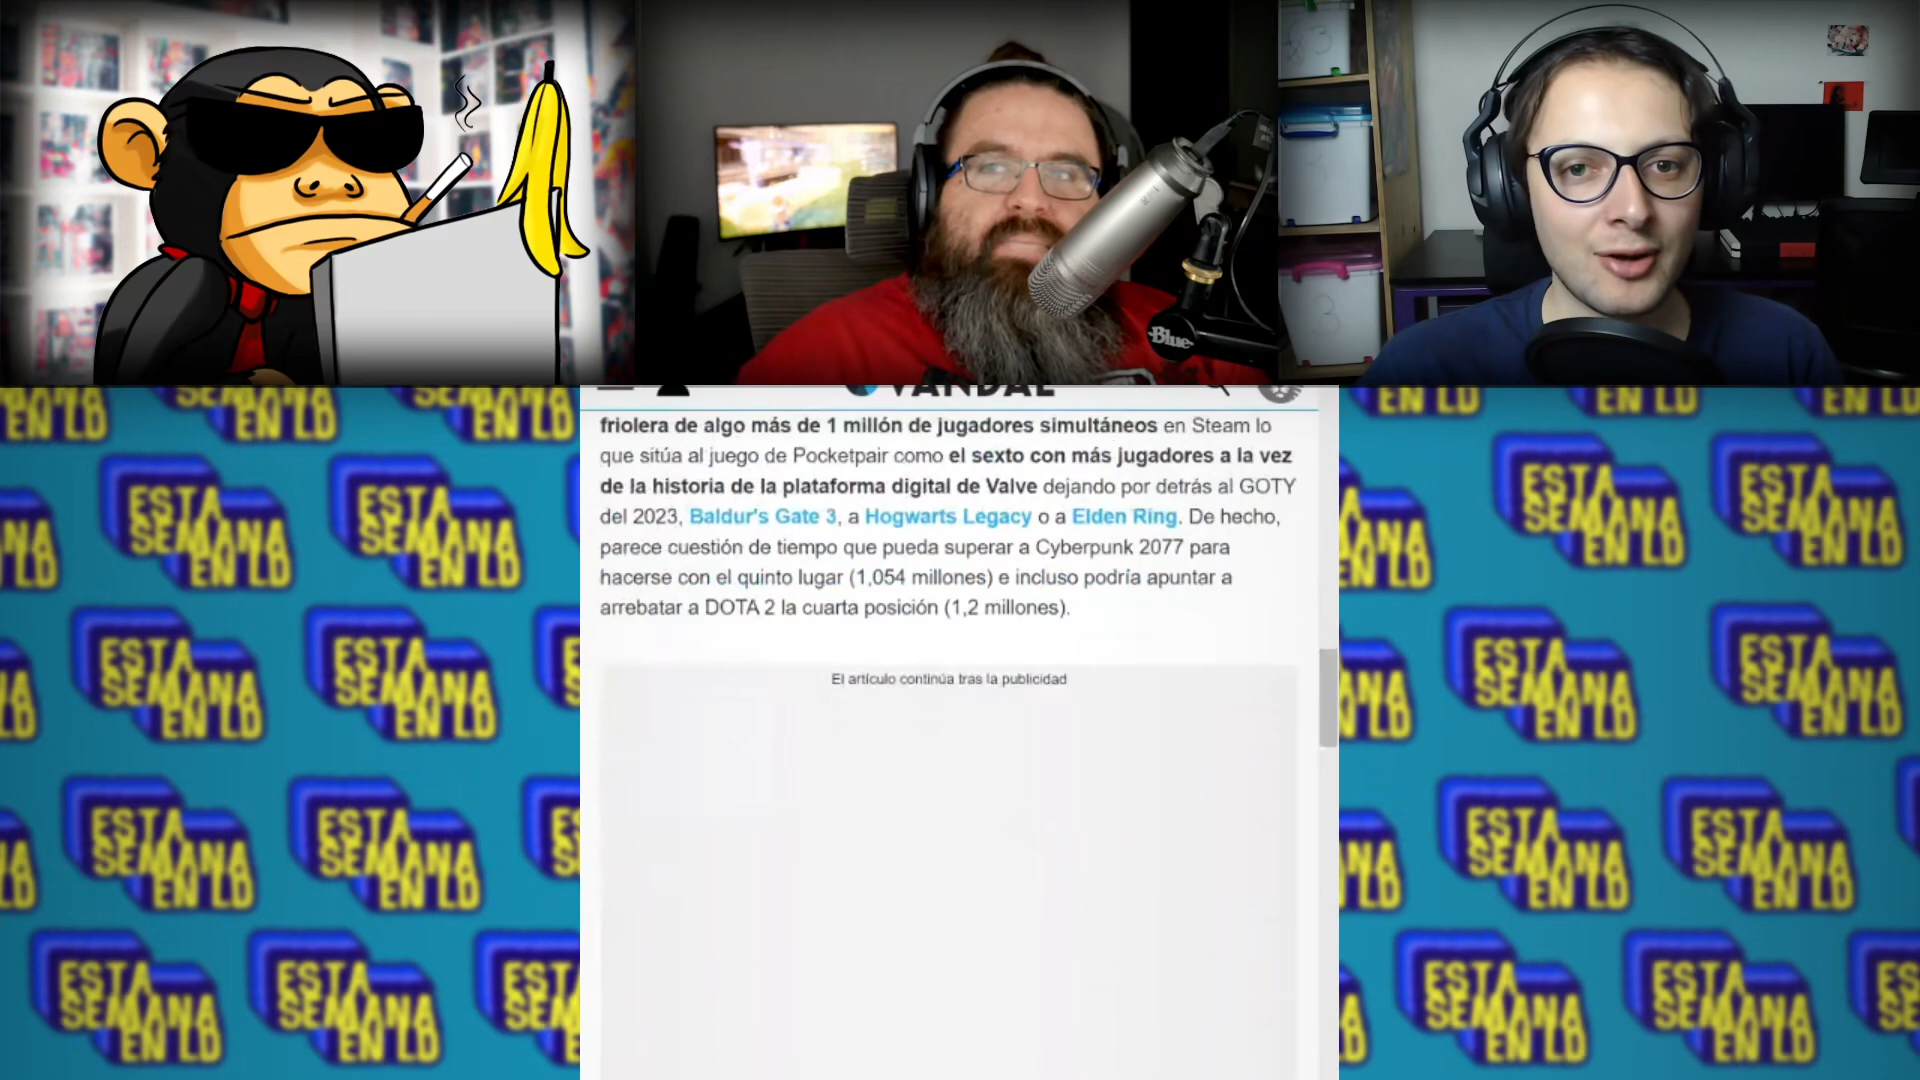 Blue
VANDAL
friolera de algo más de 1 millón de jugadores simultáneos en Steam lo
que sitúa al juego de Pocketpair como el sexto con más jugadores a la vez
de la historia de la plataforma digital de Valve dejando por detrás al GOTY
del 2023, Baldur's Gate 3, a Hogwarts Legacy o a Elden Ring. De hecho,
parece cuestión de tiempo que pueda superar a Cyberpunk 2077 para
hacerse con el quinto lugar (1,054 millones) e incluso podría apuntar a
arrebatar a DOTA 2 la cuarta posición (1,2 millones).
El artículo continúa tras la publicidad
ESTA
SEMANA
EN LD